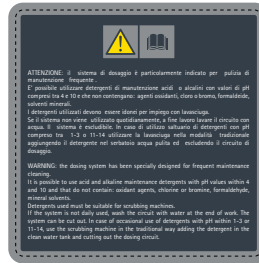 ATTENZIONE: il sistema di dosaggio è particolarmente indicato per pulizia di
manutenzione frequente .
E' possibile utilizzare detergenti di manutenzione acidi o alcalini con valori di pH
compresi tra 4 e 10 e che non contengano: agenti ossidanti, cloro o bromo, formaldeide,
solventi minerali.
I detergenti utilizzati devono essere idonei per impiego con lavasciuga.
Se il sistema non viene utilizzato quotidianamente, a fine lavoro lavare il circuito con
acqua. Il sistema è escludibile. In caso di utilizzo saltuario di detergenti con pH
compreso tra 1-3 o 11-14 utilizzare la lavasciuga nella modalità tradizionale
aggiungendo il detergente nel serbatoio acqua pulita ed escludendo il circuito di
dosaggio.
WARNING: the dosing system has been specially designed for frequent maintenance
cleaning.
It is possible to use acid and alkaline maintenance detergents with pH values within 4
and 10 and that do not contain: oxidant agents, chlorine or bromine, formaldehyde,
mineral solvents.
Detergents used must be suitable for scrubbing machines.
If the system is not daily used, wash the circuit with water at the end of work. The
system can be cut out. In case of occasional use of detergents with pH within 1-3 or
11-14, use the scrubbing machine in the traditional way adding the detergent in the
clean water tank and cutting out the dosing circuit.